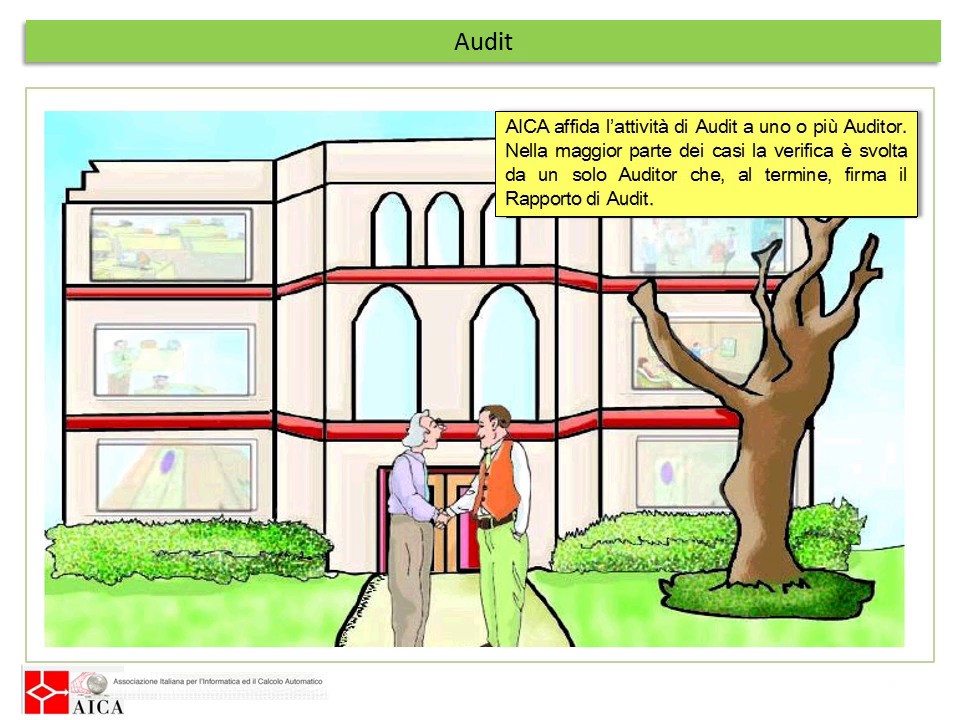 Audit
AICA affida l'attività di Audit a uno o più Auditor.
Nella maggior parte dei casi la verifica è svolta
da un solo Auditor che, al termine, firma il
Rapporto di Audit.
Associazione Italiana per l'Informatica ed il Calcolo Automatico
AICA